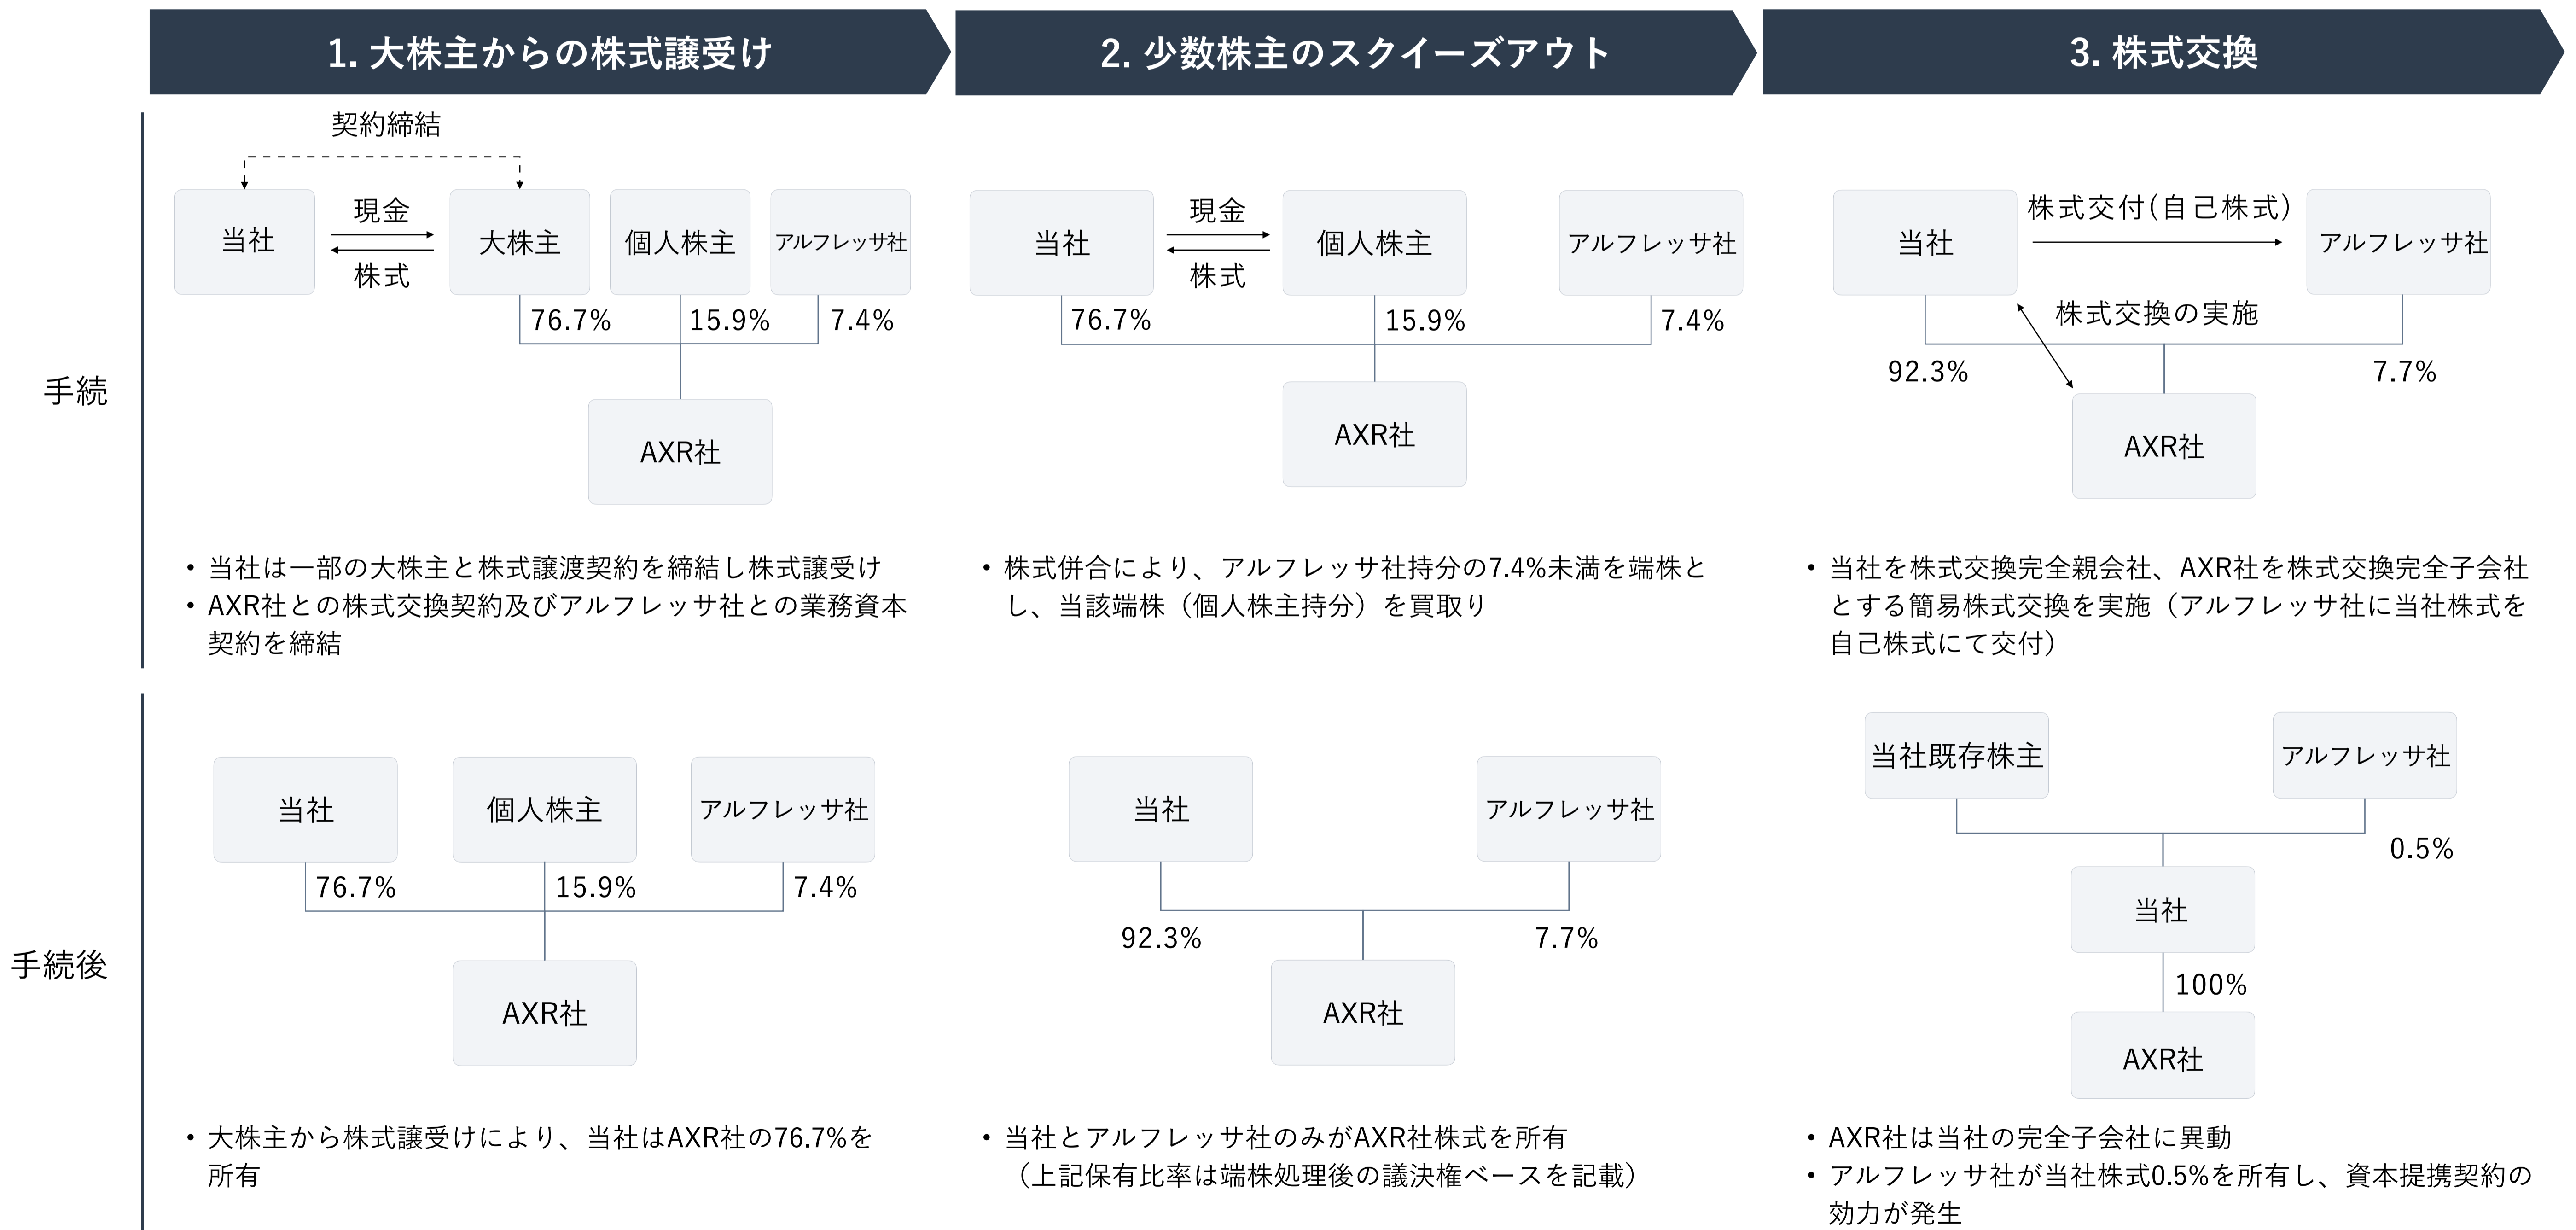 1. 大株主からの株式譲受け
2. 少数株主のスクイーズアウト
3. 株式交換
手続
契約締結
当社
現金
株式
大株主
個人株主
アルフレッサ社
76.7%
15.9%
7.4%
AXR社
• 当社は一部の大株主と株式譲渡契約を締結し株式譲受け
• AXR社との株式交換契約及びアルフレッサ社との業務資本
契約を締結
当社
現金
株式
個人株主
アルフレッサ社
76.7%
15.9%
7.4%
AXR社
• 株式併合により、アルフレッサ社持分の7.4%未満を端株と
し、当該端株（個人株主持分）を買取り
当社
株式交付(自己株式)
アルフレッサ社
株式交換の実施
92.3%
7.7%
AXR社
• 当社を株式交換完全親会社、AXR社を株式交換完全子会社
とする簡易株式交換を実施（アルフレッサ社に当社株式を
自己株式にて交付）
手続後
当社
個人株主
アルフレッサ社
76.7%
15.9%
7.4%
AXR社
• 大株主から株式譲受けにより、当社はAXR社の76.7%を
所有
当社
アルフレッサ社
92.3%
7.7%
AXR社
• 当社とアルフレッサ社のみがAXR社株式を所有
（上記保有比率は端株処理後の議決権ベースを記載）
当社既存株主
アルフレッサ社
0.5%
当社
100%
AXR社
• AXR社は当社の完全子会社に異動
• アルフレッサ社が当社株式0.5%を所有し、資本提携契約の
効力が発生